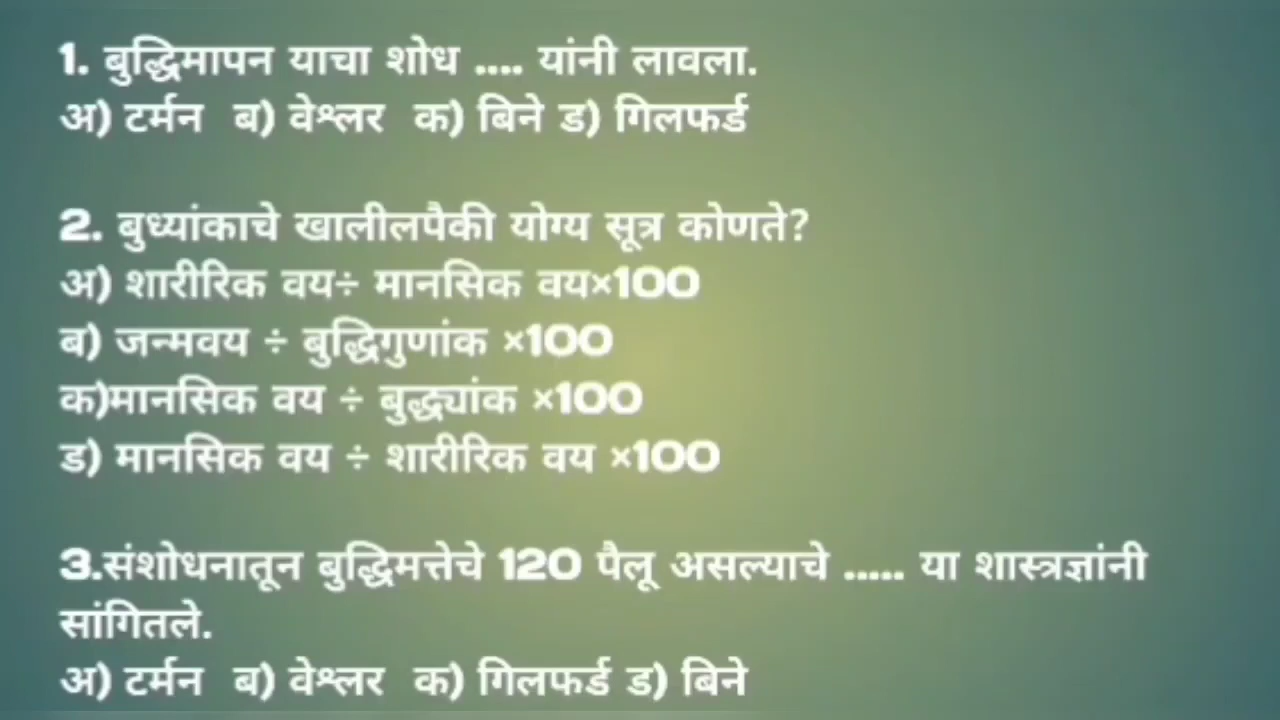 1. बुद्धिमापन याचा शोध .... यांनी लावला.
अ) टर्मन ब) वेश्लर क) बिने ड) गिलफर्ड
2. बुध्यांकाचे खालीलपैकी योग्य सूत्र कोणते?
अ) शारीरिक वय÷ मानसिक वय×100
ब) जन्मवय ÷ बुद्धिगुणांक ×100
क)मानसिक वय ÷ बुद्ध्यांक ×100
ड) मानसिक वय ÷ शारीरिक वय ×100
3.संशोधनातून बुद्धिमत्तेचे 120 पैलू असल्याचे ..... या शास्त्रज्ञांनी
सांगितले.
अ) टर्मन ब) वेश्लर क) गिलफर्ड ड) बिने